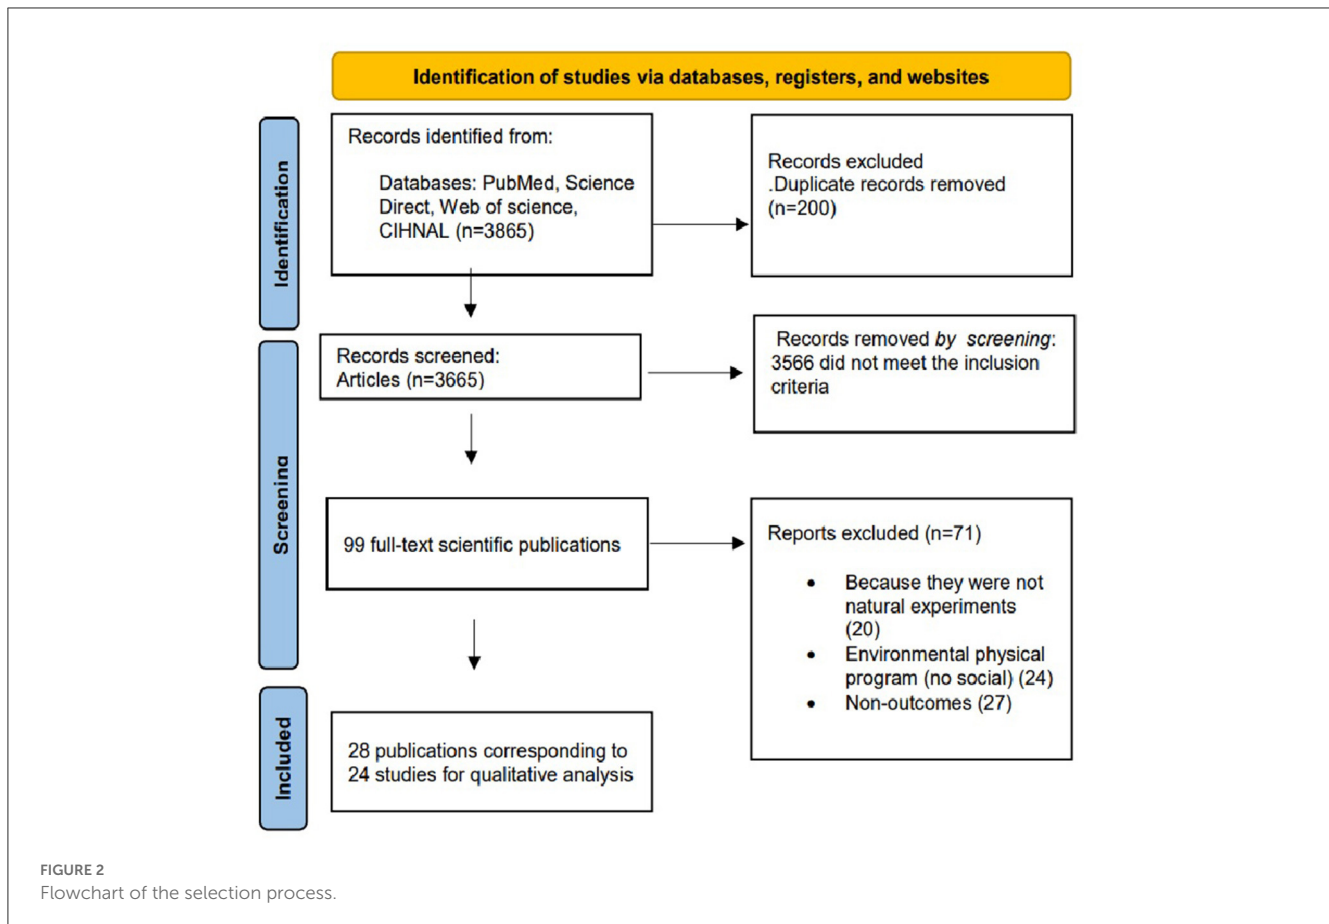 Identification of studies via databases, registers, and websites
Identification
Records identified from:
Databases: PubMed, Science
Direct, Web of science,
CIHNAL (n=3865)
Records excluded
.Duplicate records removed
(n=200)
Screening
Records screened:
Articles (n=3665)
Records removed by screening:
3566 did not meet the inclusion
criteria
99 full-text scientific publications
Reports excluded (n=71)
• Because they were not
natural experiments
(20)
• Environmental physical
program (no social) (24)
• Non-outcomes (27)
Included
28 publications corresponding to
24 studies for qualitative analysis
FIGURE 2
Flowchart of the selection process.